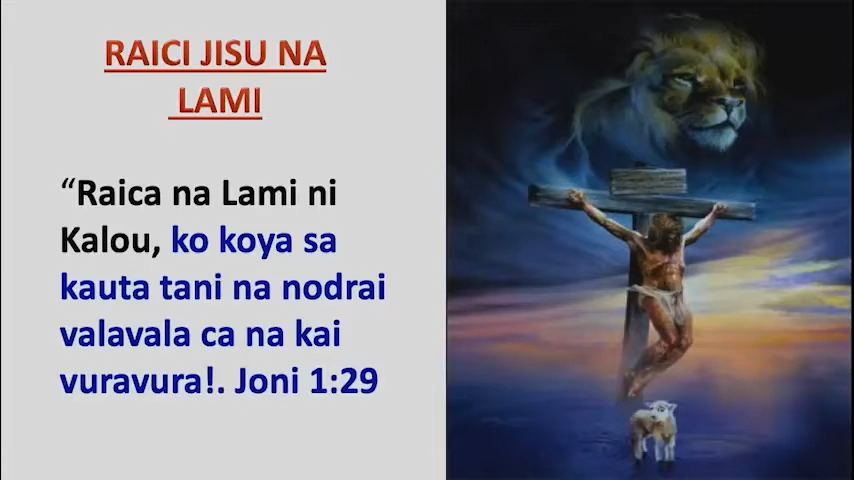 RAICI JISU NA
LAMI
“Raica na Lami ni
Kalou, ko koya sa
kauta tani na nodrai
valavala ca na kai
vuravura!. Joni 1:29